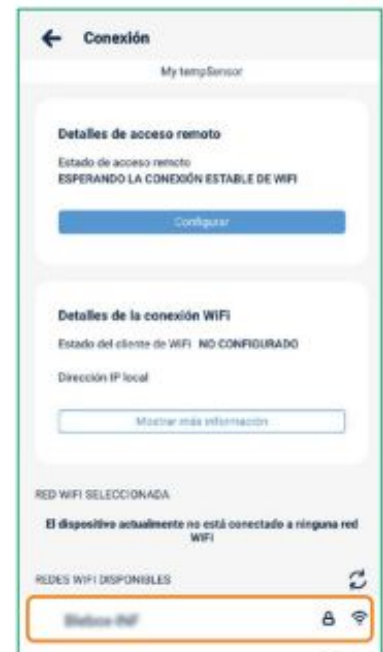 Conexión
My tempSensor
Detalles de acceso remoto
Estado de acceso remoto
ESPERANDO LA CONEXIÓN ESTABLE DE WIFI
Configurar
Detalles de la conexión WiFi
Estado del cliente de WiFi NO CONFIGURADO
Dirección IP local
Mostrar más información
RED WIFI SELECCIONADA
El dispositivo actualmente no está conectado a ninguna red
WiFi
REDES WIFI DISPONIBLES